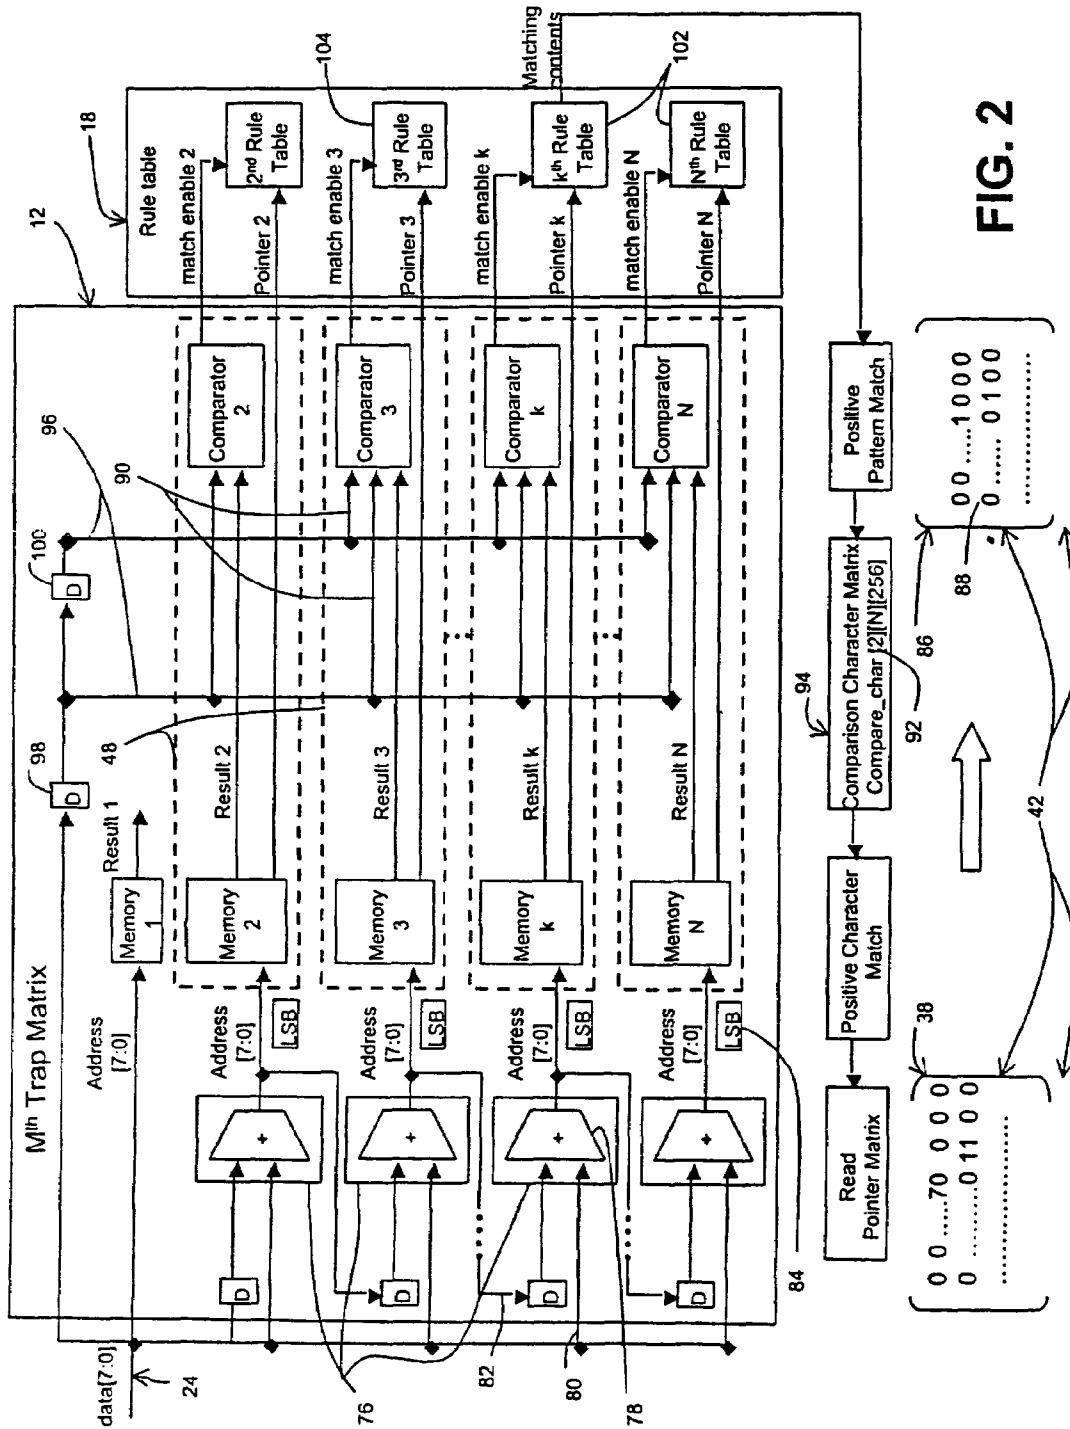 Mth Trap Matrix
12
18
Rule table
data[7:0]
24
Address
[7:0]
Memory
1
Result 1
D
98
D
100
96
90
48
D
+
Address
[7:0]
LSB
Memory
2
Result 2
Comparator
2
match enable 2
Pointer 2
2nd Rule
Table
D
+
Address
[7:0]
LSB
Memory
3
Result 3
Comparator
3
match enable 3
Pointer 3
3rd Rule
Table
104
D
+
Address
[7:0]
LSB
Memory
k
Result k
Comparator
k
match enable k
Pointer k
kth Rule
Table
Matching
contents
102
D
+
Address
[7:0]
LSB
Memory
N
Result N
Comparator
N
match enable N
Pointer N
Nth Rule
Table
76
82
80
78
84
Read
Pointer Matrix
Positive Character
Match
Comparison Character Matrix
Compare_char [2][N][256]
94
92
Positive
Pattern Match
38
0 0 .....70 0 0 0
0 .........0 11 0 0
..................
42
86
88
00 .....1 0 0 0
0 ...... 0 1 0 0
..................
FIG. 2